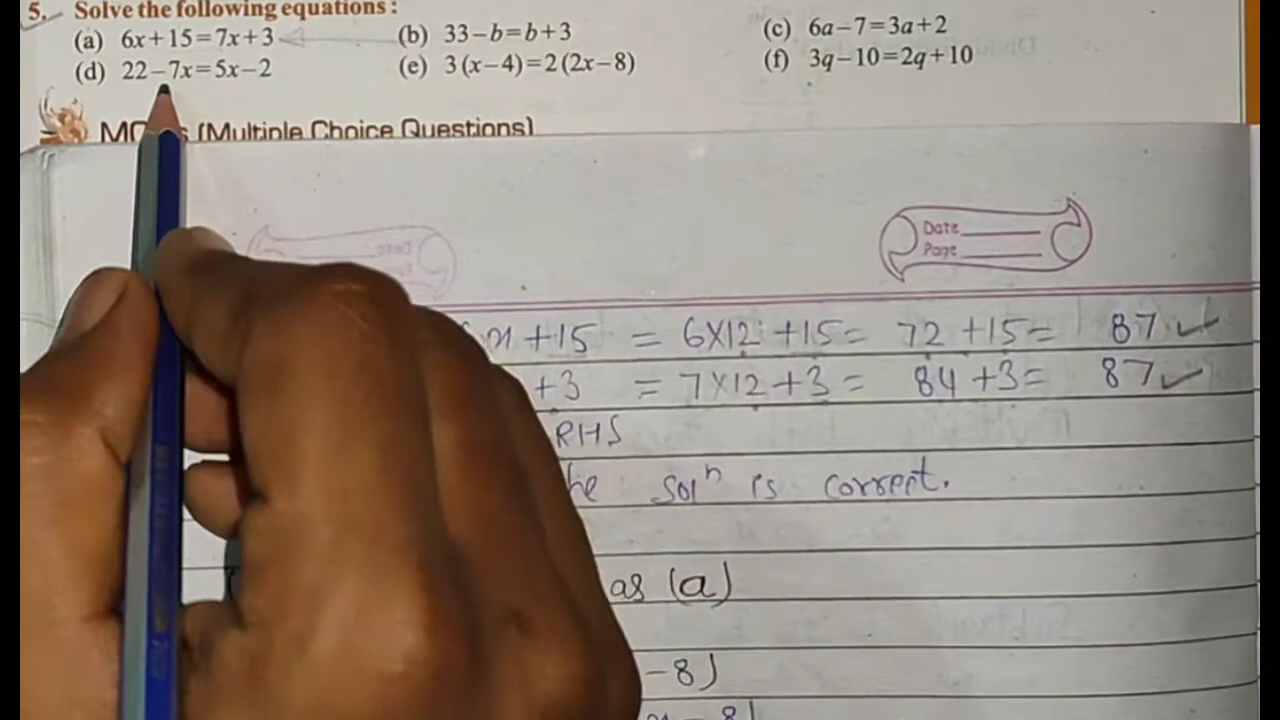 5. Solve the following equations :
(a) 6x+15=7x+3 (b) 33−b=b+3 (c) 6a−7=3a+2
(d) 22−7x=5x−2 (e) 3(x−4)=2(2x−8) (f) 3q−10=2q+10
(Multiple Choice Questions)
Date
Page
x +15 = 6×12 +15 = 72 +15 = 87 ✓
+3 = 7×12 +3 = 84 +3 = 87 ✓
RHS
he solⁿ is correct.
as (a)
−8)
− 8